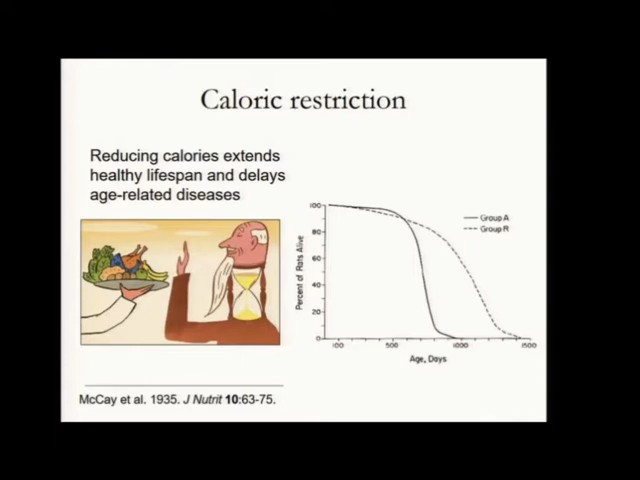 Caloric restriction
Reducing calories extends
healthy lifespan and delays
age-related diseases
100
80
60
40
20
0
Percent of Rats Alive
Group A
Group R
100
500
1000
1500
Age, Days
McCay et al. 1935. J Nutrit 10:63-75.